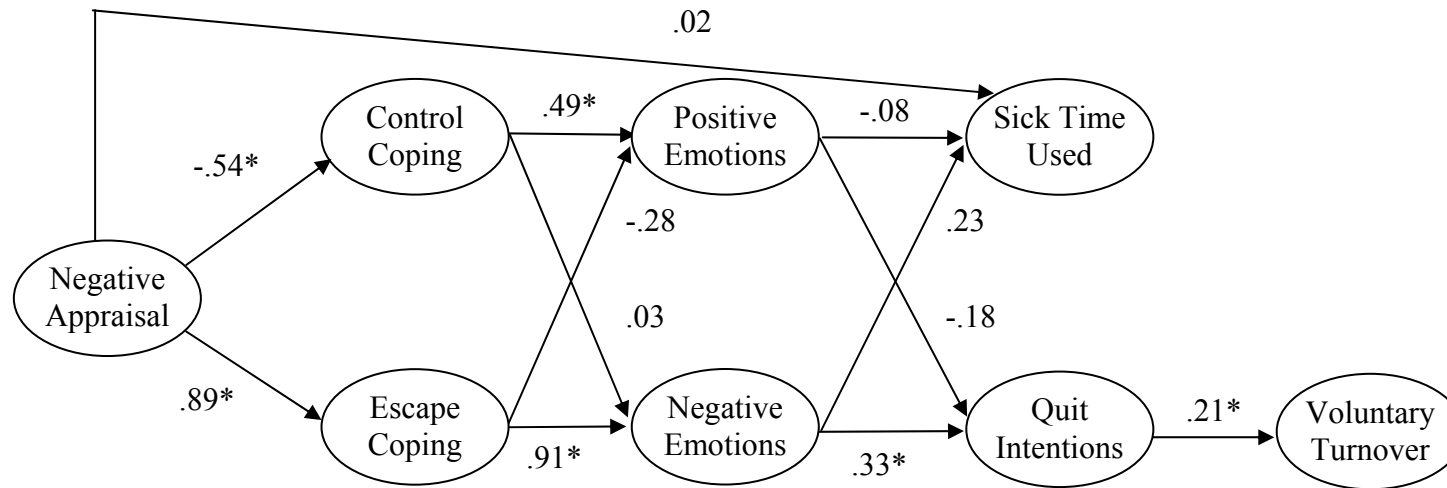 .02
Control
Coping
.49*
Positive
Emotions
-.08
Sick Time
Used
-.54*
-.28
.23
Negative
Appraisal
.03
-.18
.89*
Escape
Coping
.91*
Negative
Emotions
.33*
Quit
Intentions
.21*
Voluntary
Turnover